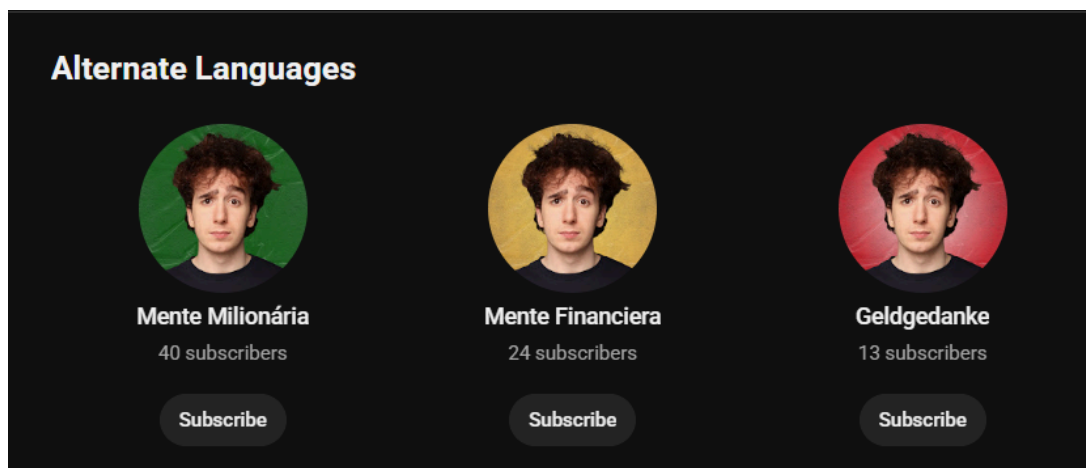 Alternate Languages
Mente Milionária
Mente Financiera
Geldgedanke
40 subscribers
24 subscribers
13 subscribers
Subscribe
Subscribe
Subscribe